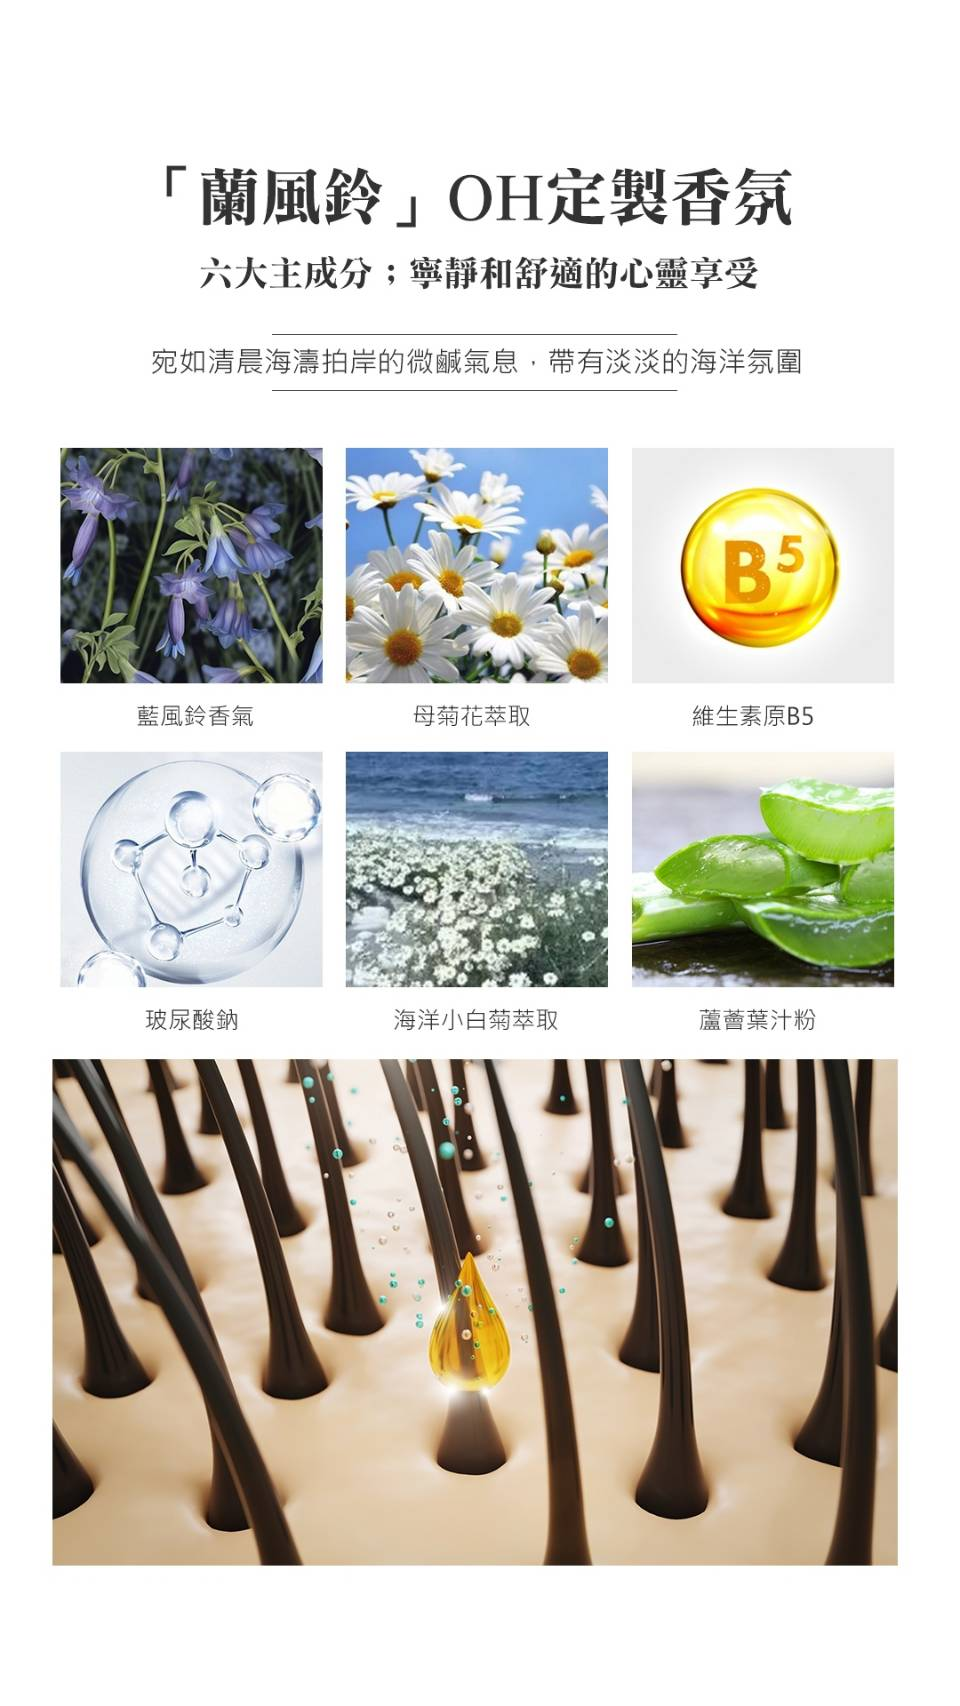 「蘭風鈴」OH定製香氛
六大主成分；寧靜和舒適的心靈享受
宛如清晨海濤拍岸的微鹹氣息，帶有淡淡的海洋氛圍
B5
藍風鈴香氣
母菊花萃取
維生素原B5
玻尿酸鈉
海洋小白菊萃取
蘆薈葉汁粉